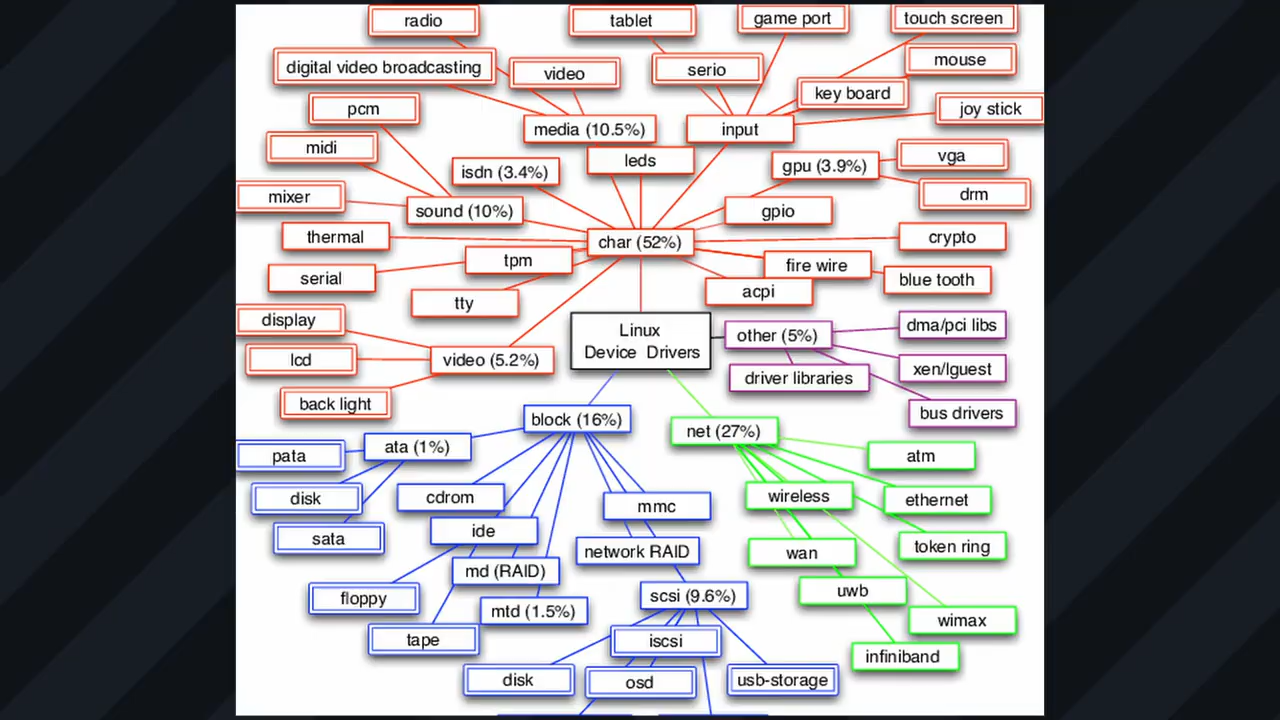 radio
tablet
game port
touch screen
digital video broadcasting
video
serio
mouse
key board
pcm
joy stick
media (10.5%)
input
midi
isdn (3.4%)
leds
gpu (3.9%)
vga
mixer
drm
sound (10%)
gpio
thermal
char (52%)
crypto
tpm
fire wire
serial
blue tooth
acpi
tty
display
Linux
Device Drivers
other (5%)
dma/pci libs
lcd
video (5.2%)
xen/lguest
driver libraries
back light
bus drivers
block (16%)
net (27%)
pata
ata (1%)
atm
disk
cdrom
mmc
wireless
ethernet
sata
ide
network RAID
wan
token ring
md (RAID)
floppy
scsi (9.6%)
uwb
mtd (1.5%)
wimax
tape
iscsi
infiniband
disk
osd
usb-storage